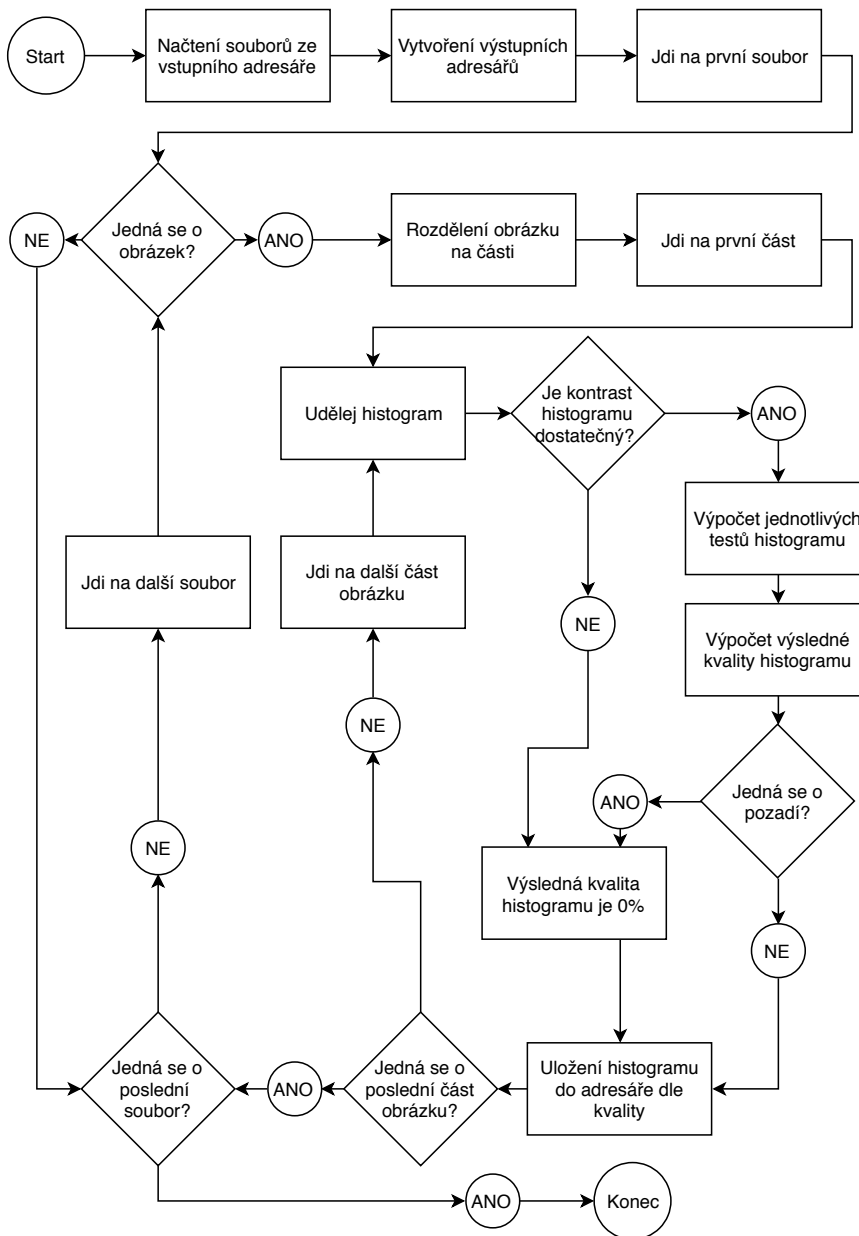 Start
Načtení souborů ze
vstupního adresáře
Vytvoření výstupních
adresářů
Jdi na první soubor
NE
Jedná se o
obrázek?
ANO
Rozdělení obrázku
na části
Jdi na první část
Udělej histogram
Je kontrast
histogramu
dostatečný?
ANO
Výpočet jednotlivých
testů histogramu
Jdi na další soubor
Jdi na další část
obrázku
NE
Výpočet výsledné
kvality histogramu
NE
Jedná se o
pozadí?
ANO
NE
Výsledná kvalita
histogramu je 0%
NE
Jedná se o
poslední
soubor?
ANO
Jedná se o
poslední část
obrázku?
Uložení histogramu
do adresáře dle
kvality
ANO
Konec